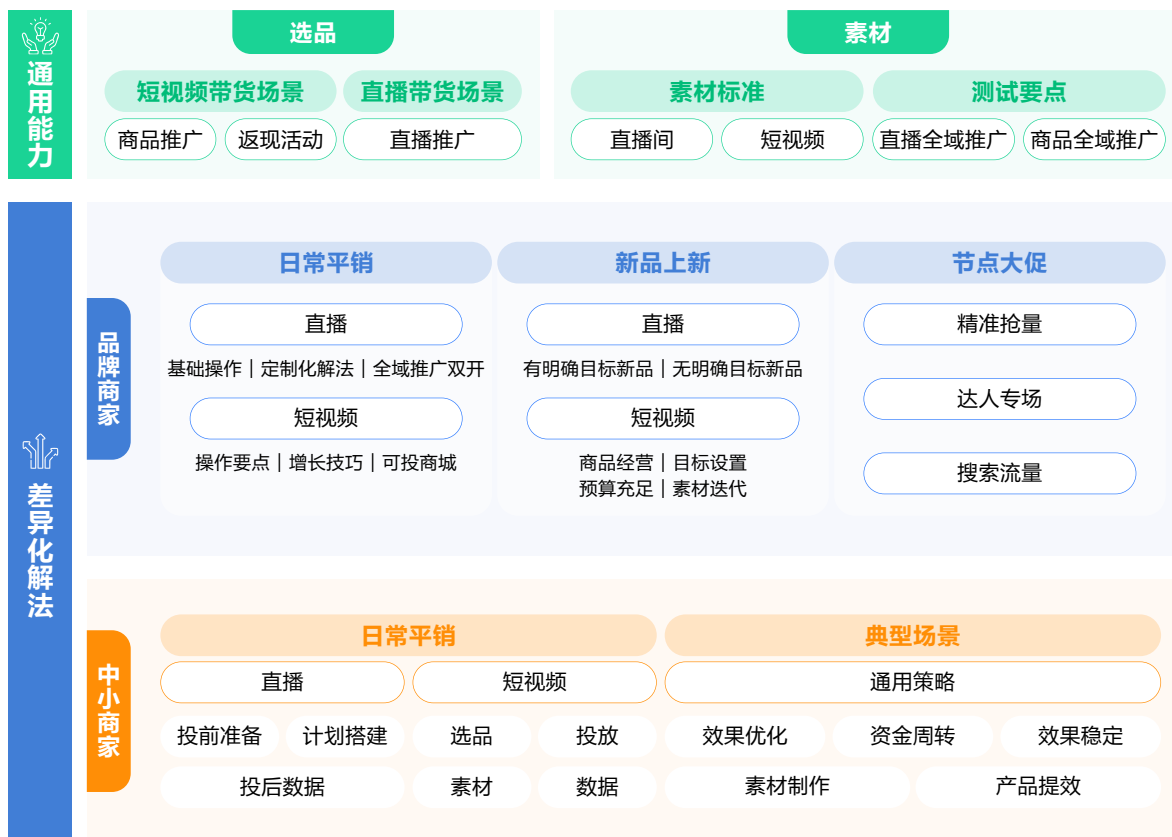 通用能力
选品
短视频带货场景
直播带货场景
商品推广
返现活动
直播推广
素材
素材标准
测试要点
直播间
短视频
直播全域推广
商品全域推广
差异化解法
品牌商家
日常平销
直播
基础操作｜定制化解法｜全域推广双开
短视频
操作要点｜增长技巧｜可投商城
新品上新
直播
有明确目标新品｜无明确目标新品
短视频
商品经营｜目标设置
预算充足｜素材迭代
节点大促
精准抢量
达人专场
搜索流量
中小商家
日常平销
直播
投前准备
计划搭建
投后数据
短视频
选品
投放
素材
数据
典型场景
通用策略
效果优化
资金周转
效果稳定
素材制作
产品提效